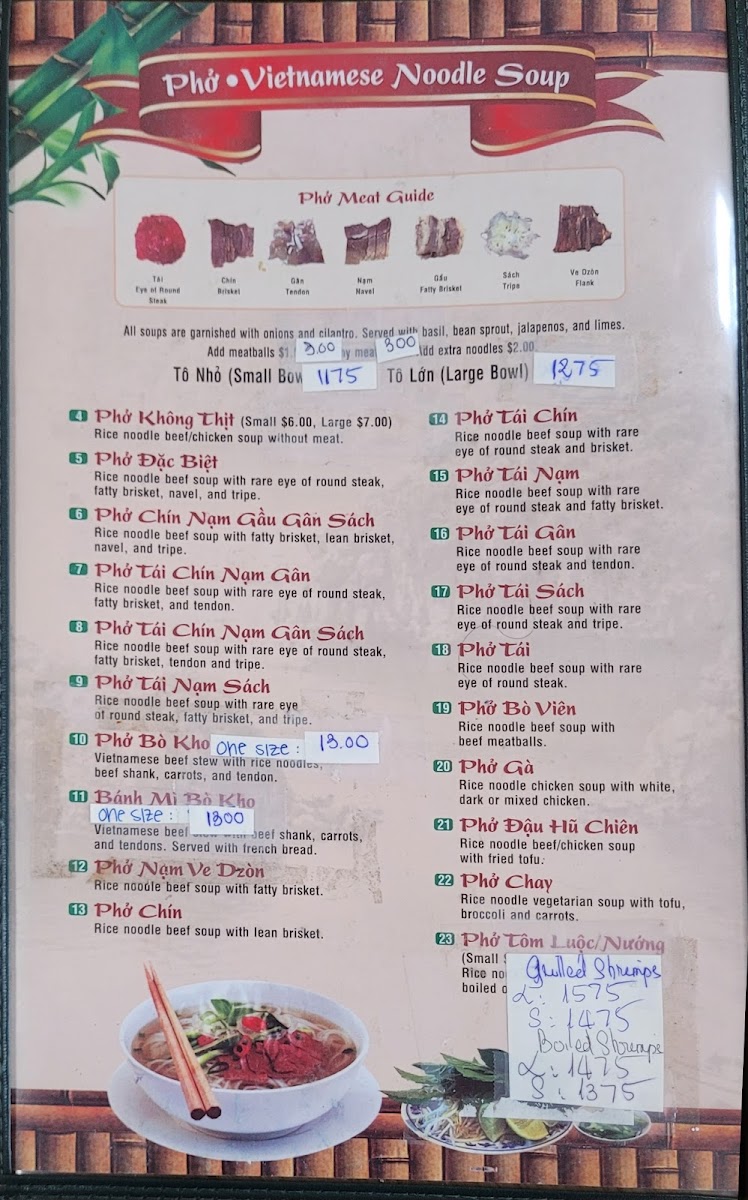 Phở • Vietnamese Noodle Soup
Phở Meat Guide
Tái
Eye of Round
Steak
Chín
Brisket
Gân
Tendon
Nạm
Navel
Gầu
Fatty Brisket
Sách
Tripe
Ve Dzòn
Flank
All soups are garnished with onions and cilantro. Served with basil, bean sprout, jalapenos, and limes.
Add meatballs $1. 3.00 300 Add extra noodles $2.00
Tô Nhỏ (Small 1175 Tô Lớn (Large Bowl) 1275
4 Phở Không Thịt (Small $6.00, Large $7.00)
Rice noodle beef/chicken soup without meat.
5 Phở Đặc Biệt
Rice noodle beef soup with rare eye of round steak,
fatty brisket, navel, and tripe.
6 Phở Chín Nạm Gầu Gân Sách
Rice noodle beef soup with fatty brisket, lean brisket,
navel, and tripe.
7 Phở Tái Chín Nạm Gân
Rice noodle beef soup with rare eye of round steak,
fatty brisket, and tendon.
8 Phở Tái Chín Nạm Gân Sách
Rice noodle beef soup with rare eye of round steak,
fatty brisket, tendon and tripe.
9 Phở Tái Nạm Sách
Rice noodle beef soup with rare eye
of round steak, fatty brisket, and tripe.
10 Phở Bò Kho one size: 13.00
Vietnamese beef stew with rice noodles,
beef shank, carrots, and tendon.
11 Bánh Mì Bò Kho
one size: 1300
Vietnamese beef stew with beef shank, carrots,
and tendons. Served with french bread.
12 Phở Nạm Ve Dzòn
Rice noodle beef soup with fatty brisket.
13 Phở Chín
Rice noodle beef soup with lean brisket.
14 Phở Tái Chín
Rice noodle beef soup with rare
eye of round steak and brisket.
15 Phở Tái Nạm
Rice noodle beef soup with rare
eye of round steak and fatty brisket.
16 Phở Tái Gân
Rice noodle beef soup with rare
eye of round steak and tendon.
17 Phở Tái Sách
Rice noodle beef soup with rare
eye of round steak and tripe.
18 Phở Tái
Rice noodle beef soup with rare
eye of round steak.
19 Phở Bò Viên
Rice noodle beef soup with
beef meatballs.
20 Phở Gà
Rice noodle chicken soup with white,
dark or mixed chicken.
21 Phở Đậu Hũ Chiên
Rice noodle beef/chicken soup
with fried tofu.
22 Phở Chay
Rice noodle vegetarian soup with tofu,
broccoli and carrots.
23 Phở Tôm Luộc/Nướng
(Small
Rice
boiled
Grilled Shrimps
L: 1575
S: 1475
Boiled Shrimps
L: 1475
S: 1375